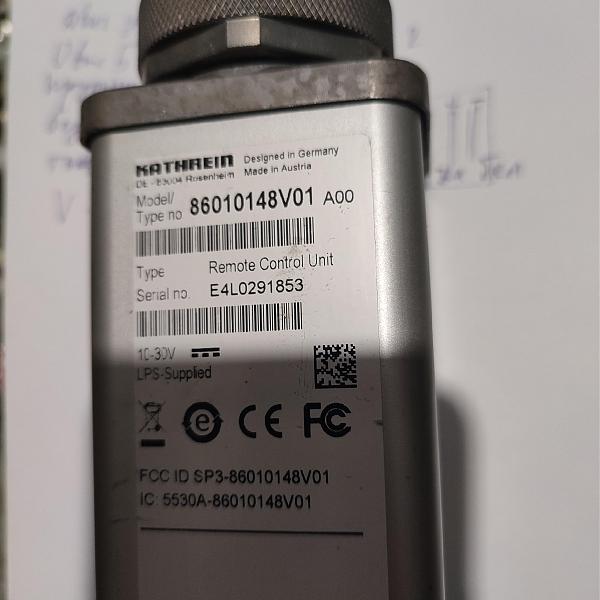 KATHREIN Designed in Germany
DE - 83004 Rosenheim Made in Austria
Model/
Type no 86010148V01 A00
Type Remote Control Unit
Serial no. E4L0291853
10-30V
LPS-Supplied
e CE FC
FCC ID SP3-86010148V01
IC: 5530A-86010148V01